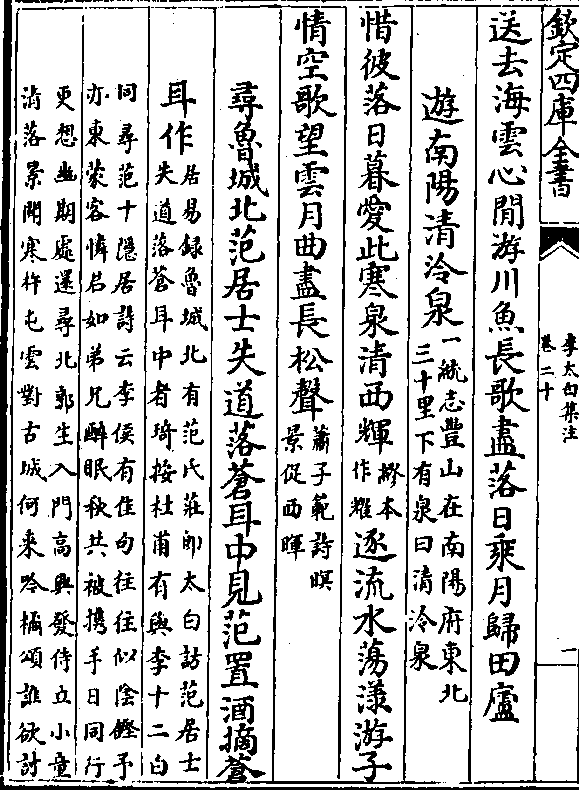 欽定四庫全書
李太白集注
卷二十
一
送去海雲心閒游川魚長歌盡落日乘月歸田廬
遊南陽清泠泉
一統志豐山在南陽府東北
三十里下有泉曰清泠泉
惜彼落日暮愛此寒泉清西輝
繆本
作耀
逐流水蕩漾游子
情空歌望雲月曲盡長松聲
蕭子範詩暝
景促西暉
尋魯城北范居士失道落蒼耳中見范置酒摘蒼
耳作
居易録魯城北有范氏莊即太白訪范居士
失道落蒼耳中者琦按杜甫有與李十二白
同尋范十隱居詩云李侯有佳句往往似陰鏗予
亦東蒙客憐君如弟兄醉眠秋共被攜手日同行
更想幽期處還尋北郭生入門高興發侍立小童
清落景聞寒杵屯雲對古城何來吟橘頌誰欲討